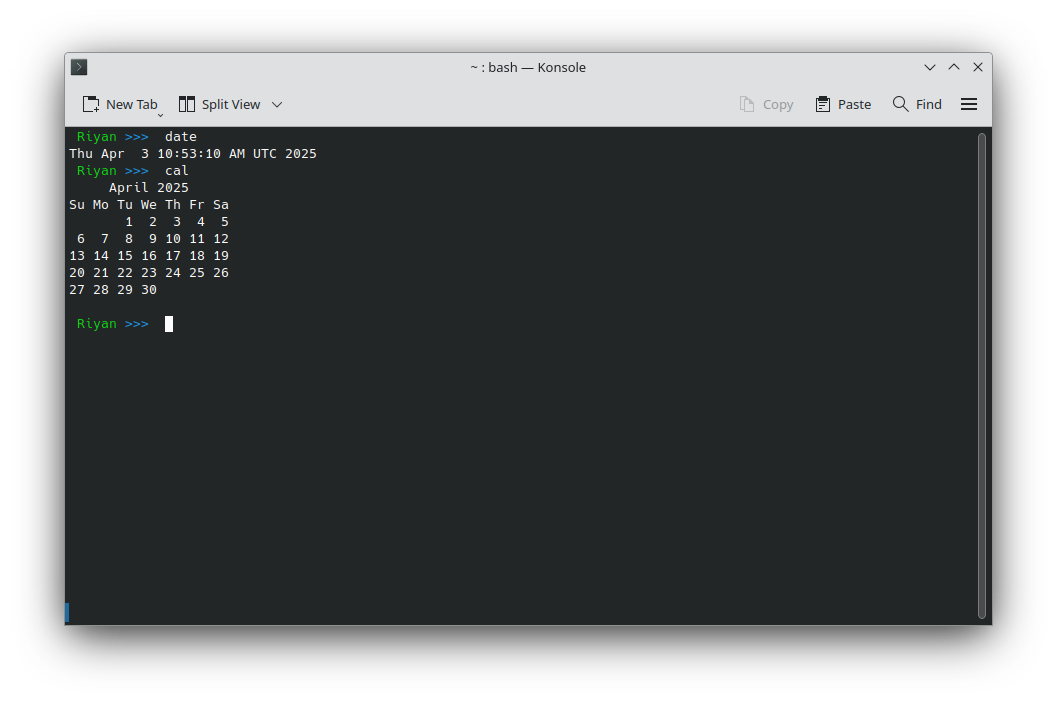 ~ : bash — Konsole
New Tab Split View Copy Paste Find
Riyan >>>  date
Thu Apr  3 10:53:10 AM UTC 2025
Riyan >>>  cal
     April 2025
Su Mo Tu We Th Fr Sa
       1  2  3  4  5
 6  7  8  9 10 11 12
13 14 15 16 17 18 19
20 21 22 23 24 25 26
27 28 29 30
Riyan >>>